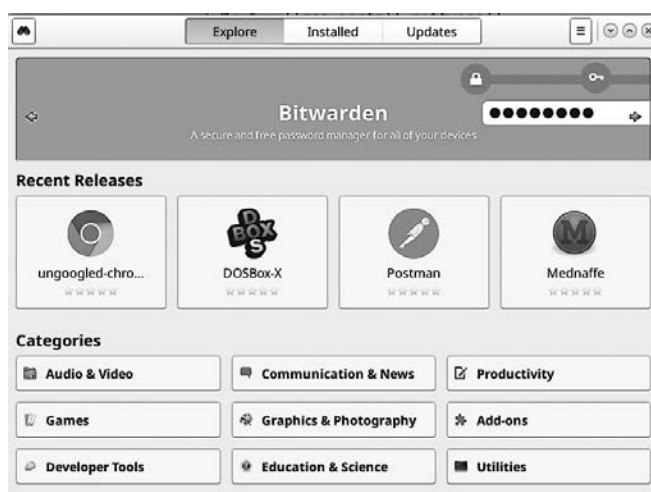 Explore Installed Updates
Bitwarden
A secure and free password manager for all of your devices
Recent Releases
ungoogled-chro... DOSBox-X Postman Mednaffe
Categories
Audio & Video Communication & News Productivity
Games Graphics & Photography Add-ons
Developer Tools Education & Science Utilities